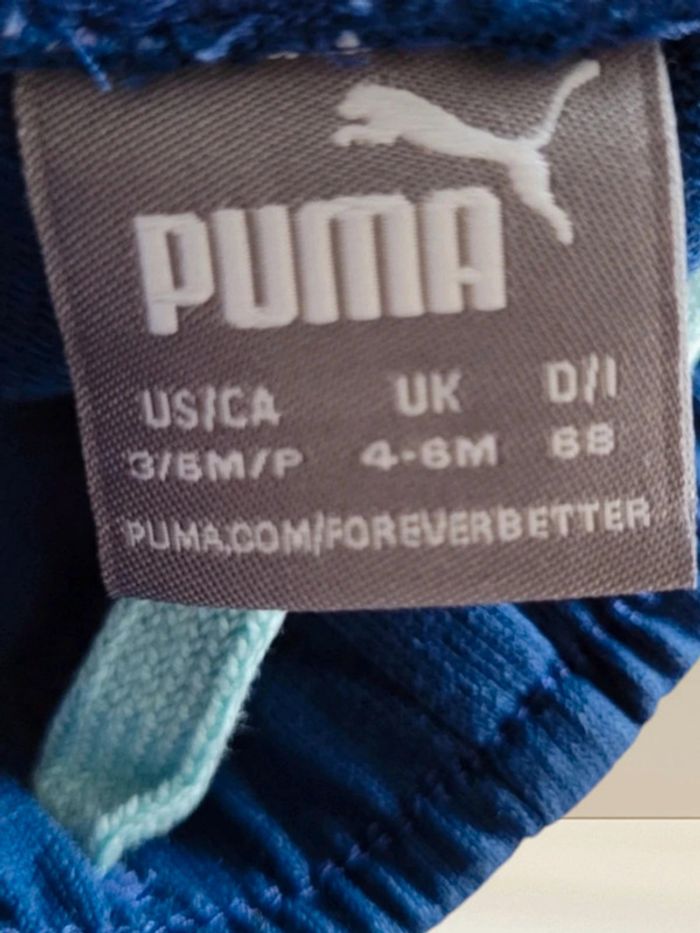 PUMA
US/CA UK D/I
3/6M/P 4-6M 68
PUMA.COM/FOREVERBETTER